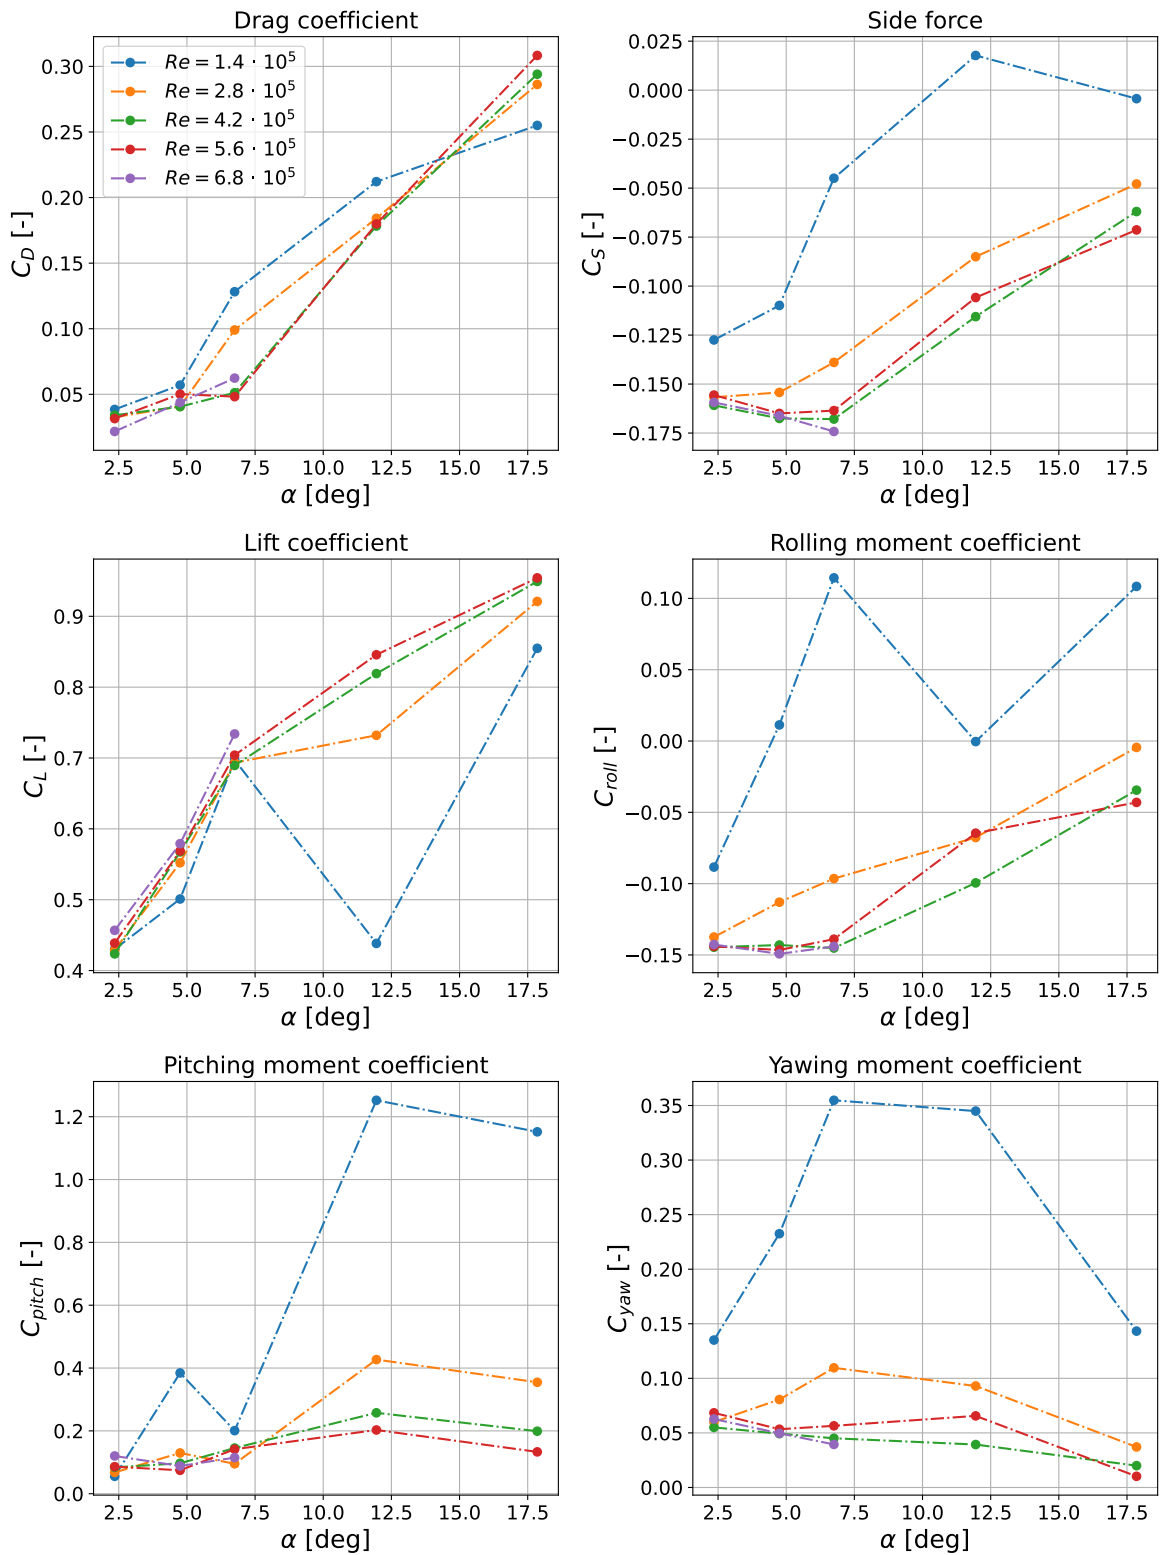 Drag coefficient
0.30
0.25
0.20
0.15
0.10
0.05
C_D [-]
Re = 1.4 · 10⁵
Re = 2.8 · 10⁵
Re = 4.2 · 10⁵
Re = 5.6 · 10⁵
Re = 6.8 · 10⁵
2.5 5.0 7.5 10.0 12.5 15.0 17.5
α [deg]
Side force
0.025
0.000
−0.025
−0.050
−0.075
−0.100
−0.125
−0.150
−0.175
C_S [-]
2.5 5.0 7.5 10.0 12.5 15.0 17.5
α [deg]
Lift coefficient
0.9
0.8
0.7
0.6
0.5
0.4
C_L [-]
2.5 5.0 7.5 10.0 12.5 15.0 17.5
α [deg]
Rolling moment coefficient
0.10
0.05
0.00
−0.05
−0.10
−0.15
C_roll [-]
2.5 5.0 7.5 10.0 12.5 15.0 17.5
α [deg]
Pitching moment coefficient
1.2
1.0
0.8
0.6
0.4
0.2
0.0
C_pitch [-]
2.5 5.0 7.5 10.0 12.5 15.0 17.5
α [deg]
Yawing moment coefficient
0.35
0.30
0.25
0.20
0.15
0.10
0.05
0.00
C_yaw [-]
2.5 5.0 7.5 10.0 12.5 15.0 17.5
α [deg]